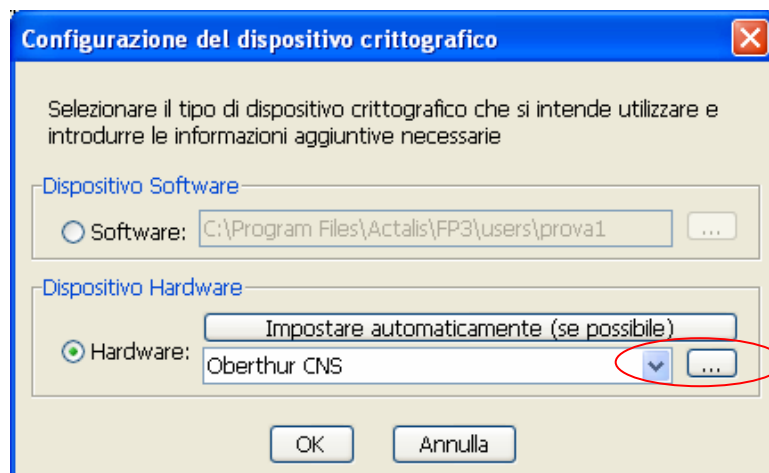 Configurazione del dispositivo crittografico
Selezionare il tipo di dispositivo crittografico che si intende utilizzare e
introdurre le informazioni aggiuntive necessarie
Dispositivo Software
Software: C:\Program Files\Actalis\FP3\users\prova1 ...
Dispositivo Hardware
Impostare automaticamente (se possibile)
Hardware: Oberthur CNS ...
OK Annulla